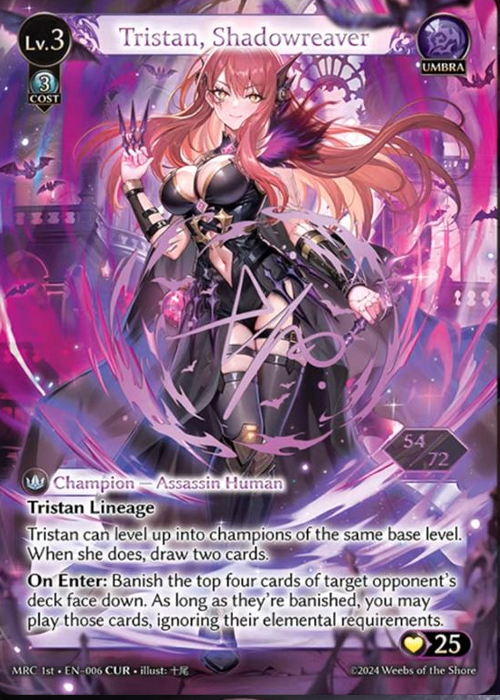 Lv.3
Tristan, Shadowreaver
UMBRA
3
COST
54
72
Champion — Assassin Human
Tristan Lineage
Tristan can level up into champions of the same base level.
When she does, draw two cards.
On Enter: Banish the top four cards of target opponent's
deck face down. As long as they're banished, you may
play those cards, ignoring their elemental requirements.
25
MRC 1st • EN-006 CUR • illust: 十尾
©2024 Weebs of the Shore